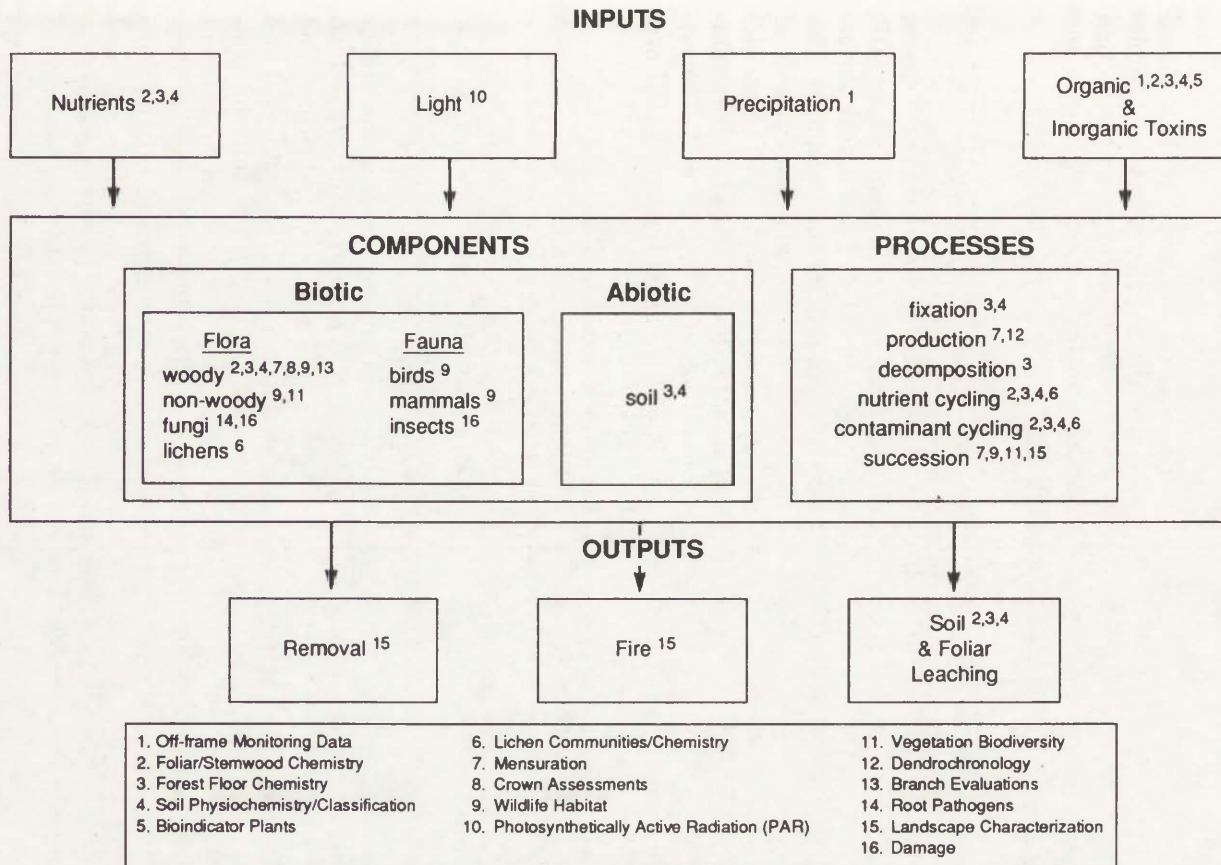 INPUTS
Nutrients 2,3,4
Light 10
Precipitation 1
Organic 1,2,3,4,5
&
Inorganic Toxins
COMPONENTS
PROCESSES
Biotic
Abiotic
Flora
woody 2,3,4,7,8,9,13
non-woody 9,11
fungi 14,16
lichens 6
Fauna
birds 9
mammals 9
insects 16
soil 3,4
fixation 3,4
production 7,12
decomposition 3
nutrient cycling 2,3,4,6
contaminant cycling 2,3,4,6
succession 7,9,11,15
OUTPUTS
Removal 15
Fire 15
Soil 2,3,4
& Foliar
Leaching
1. Off-frame Monitoring Data
2. Foliar/Stemwood Chemistry
3. Forest Floor Chemistry
4. Soil Physiochemistry/Classification
5. Bioindicator Plants
6. Lichen Communities/Chemistry
7. Mensuration
8. Crown Assessments
9. Wildlife Habitat
10. Photosynthetically Active Radiation (PAR)
11. Vegetation Biodiversity
12. Dendrochronology
13. Branch Evaluations
14. Root Pathogens
15. Landscape Characterization
16. Damage